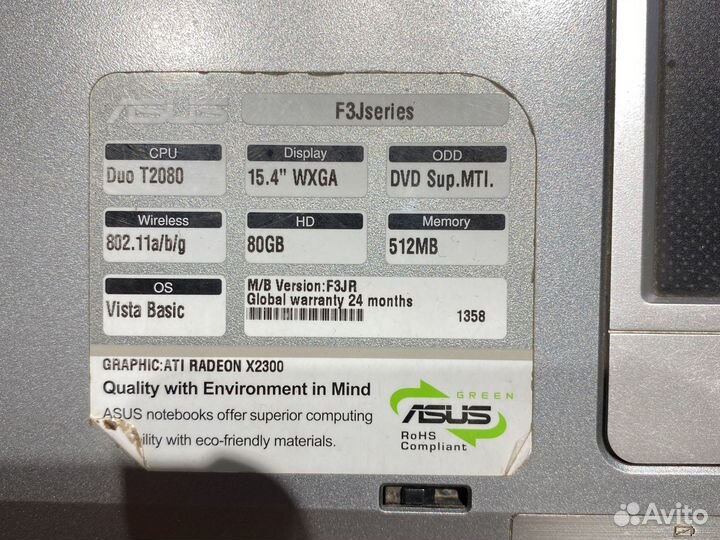 ASUS
F3Jseries
CPU
Duo T2080
Display
15.4" WXGA
ODD
DVD Sup.MTI.
Wireless
802.11a/b/g
HD
80GB
Memory
512MB
OS
Vista Basic
M/B Version:F3JR
Global warranty 24 months
1358
GRAPHIC:ATI RADEON X2300
Quality with Environment in Mind
ASUS notebooks offer superior computing
with eco-friendly materials.
GREEN
ASUS
RoHS
Compliant
Avito